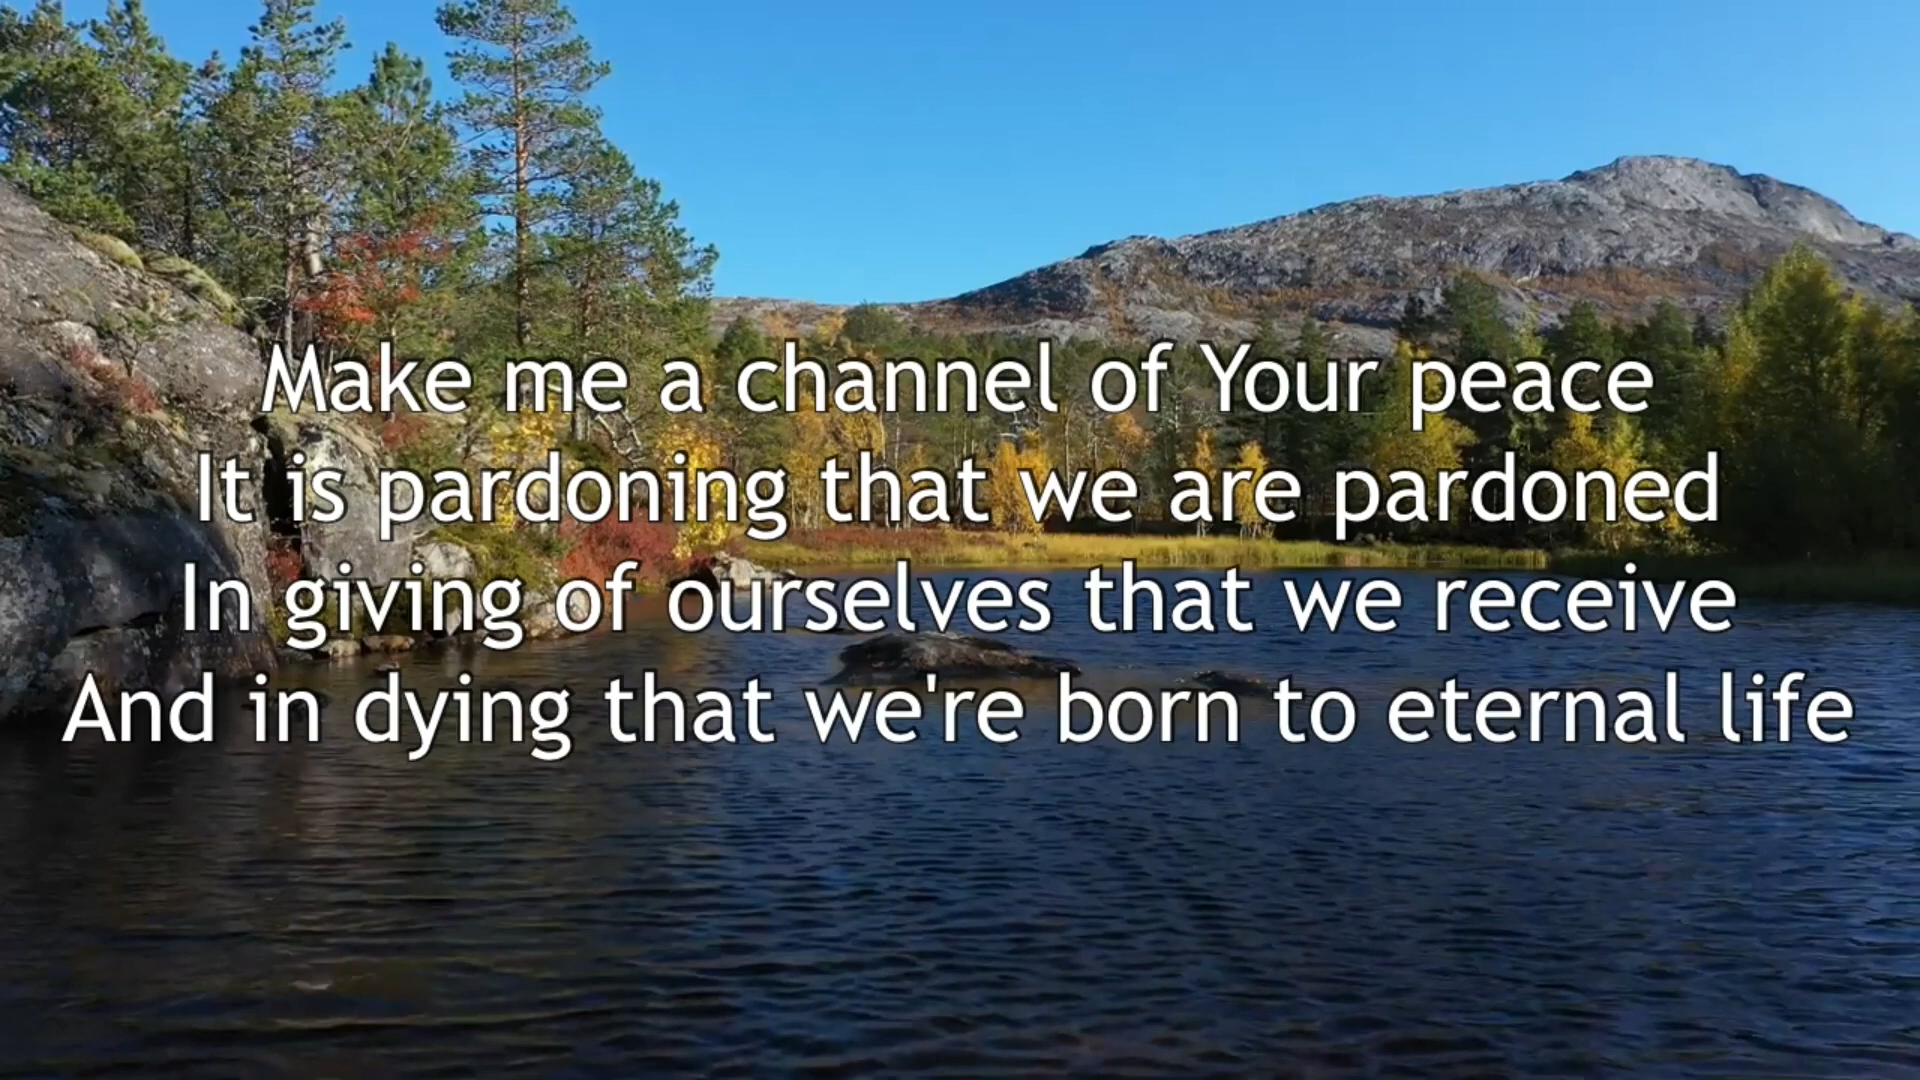 Make me a channel of Your peace
It is pardoning that we are pardoned
In giving of ourselves that we receive
And in dying that we're born to eternal life